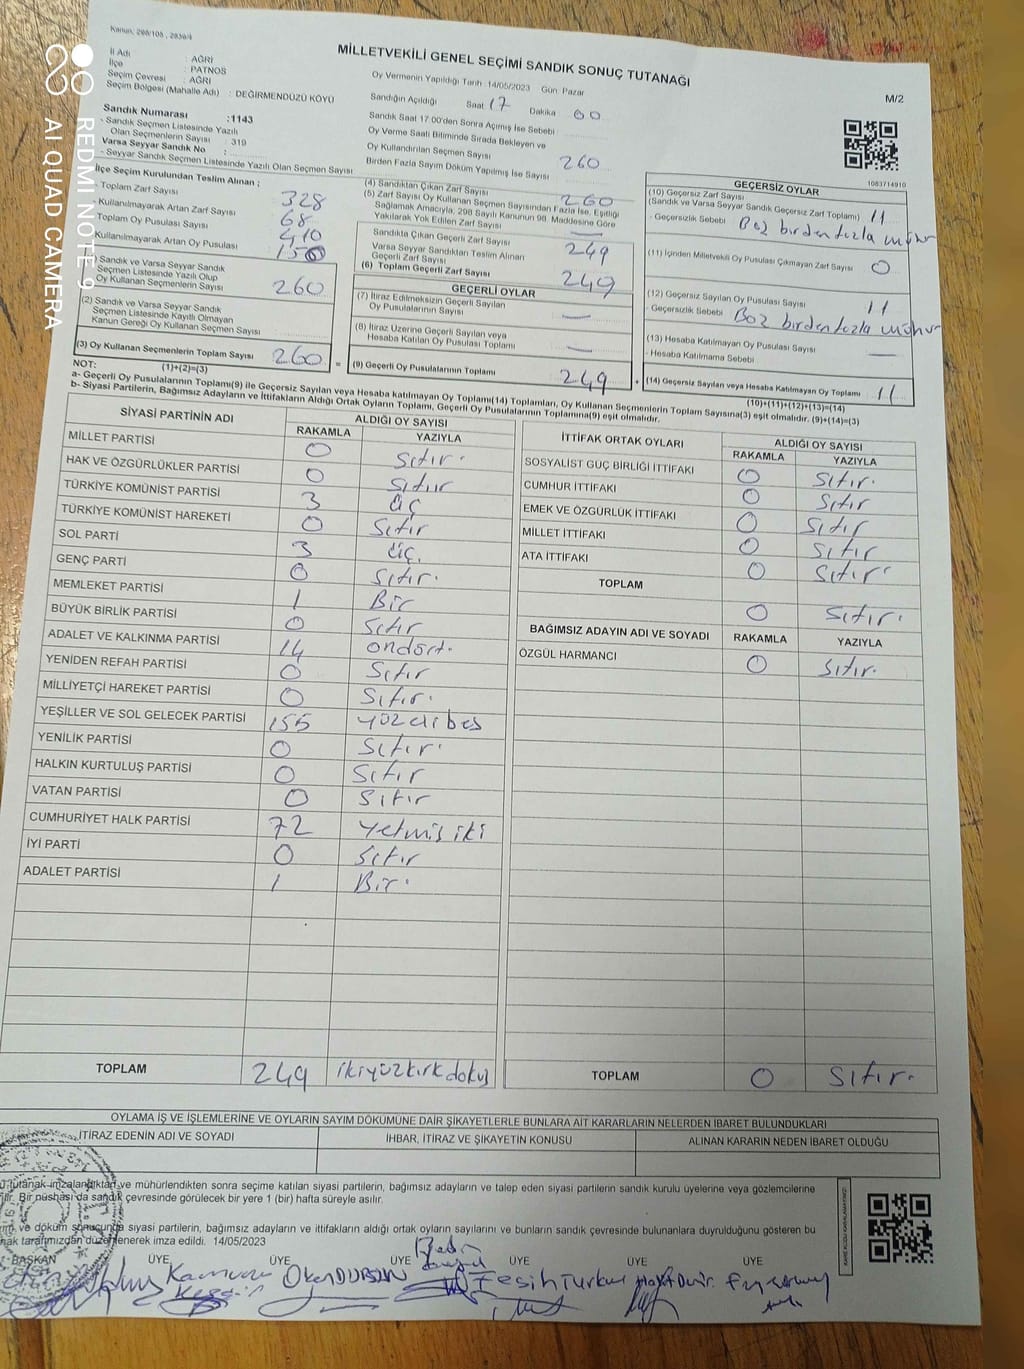 Kanun: 298/105 , 2839/4
MİLLETVEKİLİ GENEL SEÇİMİ SANDIK SONUÇ TUTANAĞI
M/2
İl Adı : AĞRI
İlçe : PATNOS
Seçim Çevresi : AĞRI
Seçim Bölgesi (Mahalle Adı) : DEĞİRMENDÜZÜ KÖYÜ
Oy Vermenin Yapıldığı Tarih :14/05/2023 Gün: Pazar
Sandığın Açıldığı Saat 17 Dakika 00
Sandık Saat 17:00'den Sonra Açılmış İse Sebebi
Oy Verme Saati Bitiminde Sırada Bekleyen ve
Oy Kullandırılan Seçmen Sayısı 260
Birden Fazla Sayım Döküm Yapılmış İse Sayısı
Sandık Numarası :1143
- Sandık Seçmen Listesinde Yazılı
Olan Seçmenlerin Sayısı : 319
Varsa Seyyar Sandık No :
- Seyyar Sandık Seçmen Listesinde Yazılı Olan Seçmen Sayısı
1083714910
İlçe Seçim Kurulundan Teslim Alınan ;
- Toplam Zarf Sayısı 328
- Kullanılmayarak Artan Zarf Sayısı 68
Toplam Oy Pusulası Sayısı 410
Kullanılmayarak Artan Oy Pusulası 150
(1) Sandık ve Varsa Seyyar Sandık
Seçmen Listesinde Yazılı Olup
Oy Kullanan Seçmenlerin Sayısı 260
(2) Sandık ve Varsa Seyyar Sandık
Seçmen Listesinde Kayıtlı Olmayan
Kanun Gereği Oy Kullanan Seçmen Sayısı
(3) Oy Kullanan Seçmenlerin Toplam Sayısı 260
(1)+(2)=(3)
(4) Sandıktan Çıkan Zarf Sayısı 260
(5) Zarf Sayısı Oy Kullanan Seçmen Sayısından Fazla İse, Eşitliği
Sağlamak Amacıyla, 298 Sayılı Kanunun 98. Maddesine Göre
Yakılarak Yok Edilen Zarf Sayısı —
Sandıkta Çıkan Geçerli Zarf Sayısı 249
Varsa Seyyar Sandıktan Teslim Alınan
Geçerli Zarf Sayısı
(6) Toplam Geçerli Zarf Sayısı 249
GEÇERLİ OYLAR
(7) İtiraz Edilmeksizin Geçerli Sayılan
Oy Pusulalarının Sayısı —
(8) İtiraz Üzerine Geçerli Sayılan veya
Hesaba Katılan Oy Pusulası Toplamı —
= (9) Geçerli Oy Pusulalarının Toplamı 249
GEÇERSİZ OYLAR
(10) Geçersiz Zarf Sayısı
(Sandık ve Varsa Seyyar Sandık Geçersiz Zarf Toplamı) 11
- Geçersizlik Sebebi Boz birdenfazla mühür
(11) İçinden Milletvekili Oy Pusulası Çıkmayan Zarf Sayısı 0
(12) Geçersiz Sayılan Oy Pusulası Sayısı 11
- Geçersizlik Sebebi Boz birdenfazla mühür
(13) Hesaba Katılmayan Oy Pusulası Sayısı —
- Hesaba Katılmama Sebebi
(14) Geçersiz Sayılan veya Hesaba Katılmayan Oy Toplamı 11
(10)+(11)+(12)+(13)=(14)
NOT:
a- Geçerli Oy Pusulalarının Toplamı(9) ile Geçersiz Sayılan veya Hesaba katılmayan Oy Toplamı(14) Toplamları, Oy Kullanan Seçmenlerin Toplam Sayısına(3) eşit olmalıdır. (9)+(14)=(3)
b- Siyasi Partilerin, Bağımsız Adayların ve İttifakların Aldığı Ortak Oyların Toplamı, Geçerli Oy Pusulalarının Toplamına(9) eşit olmalıdır.
SİYASİ PARTİNİN ADI ALDIĞI OY SAYISI
RAKAMLA YAZIYLA
MİLLET PARTİSİ 0 Sıfır.
HAK VE ÖZGÜRLÜKLER PARTİSİ 0 Sıfır
TÜRKİYE KOMÜNİST PARTİSİ 3 üç
TÜRKİYE KOMÜNİST HAREKETİ 0 Sıfır
SOL PARTİ 3 üç.
GENÇ PARTİ 0 Sıfır.
MEMLEKET PARTİSİ 1 Bir
BÜYÜK BİRLİK PARTİSİ 0 Sıfır
ADALET VE KALKINMA PARTİSİ 14 ondört.
YENİDEN REFAH PARTİSİ 0 Sıfır
MİLLİYETÇİ HAREKET PARTİSİ 0 Sıfır.
YEŞİLLER VE SOL GELECEK PARTİSİ 155 yüzellibeş
YENİLİK PARTİSİ 0 Sıfır.
HALKIN KURTULUŞ PARTİSİ 0 Sıfır
VATAN PARTİSİ 0 Sıfır
CUMHURİYET HALK PARTİSİ 72 yetmişiki
İYİ PARTİ 0 Sıfır
ADALET PARTİSİ 1 Bir.
TOPLAM 249 ikiyüzkırkdokuz
İTTİFAK ORTAK OYLARI ALDIĞI OY SAYISI
RAKAMLA YAZIYLA
SOSYALİST GÜÇ BİRLİĞİ İTTİFAKI 0 Sıfır.
CUMHUR İTTİFAKI 0 Sıfır
EMEK VE ÖZGÜRLÜK İTTİFAKI 0 Sıfır
MİLLET İTTİFAKI 0 Sıfır
ATA İTTİFAKI 0 Sıfır
TOPLAM 0 Sıfır.
BAĞIMSIZ ADAYIN ADI VE SOYADI RAKAMLA YAZIYLA
ÖZGÜL HARMANCI 0 Sıfır.
TOPLAM 0 Sıfır.
OYLAMA İŞ VE İŞLEMLERİNE VE OYLARIN SAYIM DÖKÜMÜNE DAİR ŞİKAYETLERLE BUNLARA AİT KARARLARIN NELERDEN İBARET BULUNDUKLARI
İTİRAZ EDENİN ADI VE SOYADI İHBAR, İTİRAZ VE ŞİKAYETİN KONUSU ALINAN KARARIN NEDEN İBARET OLDUĞU
tutanak imzalandıktan ve mühürlendikten sonra seçime katılan siyasi partilerin, bağımsız adayların ve talep eden siyasi partilerin sandık kurulu üyelerine veya gözlemcilerine
Bir nüshası da sandık çevresinde görülecek bir yere 1 (bir) hafta süreyle asılır.
ve döküm sonucunda siyasi partilerin, bağımsız adayların ve ittifakların aldığı ortak oyların sayılarını ve bunların sandık çevresinde bulunanlara duyrulduğunu gösteren bu
tarafımızdan düzenlenerek imza edildi. 14/05/2023
BAŞKAN ÜYE ÜYE ÜYE ÜYE ÜYE ÜYE
Okan DURSUN Bedri Fesih Turkur
REDMI NOTE 9
AI QUAD CAMERA